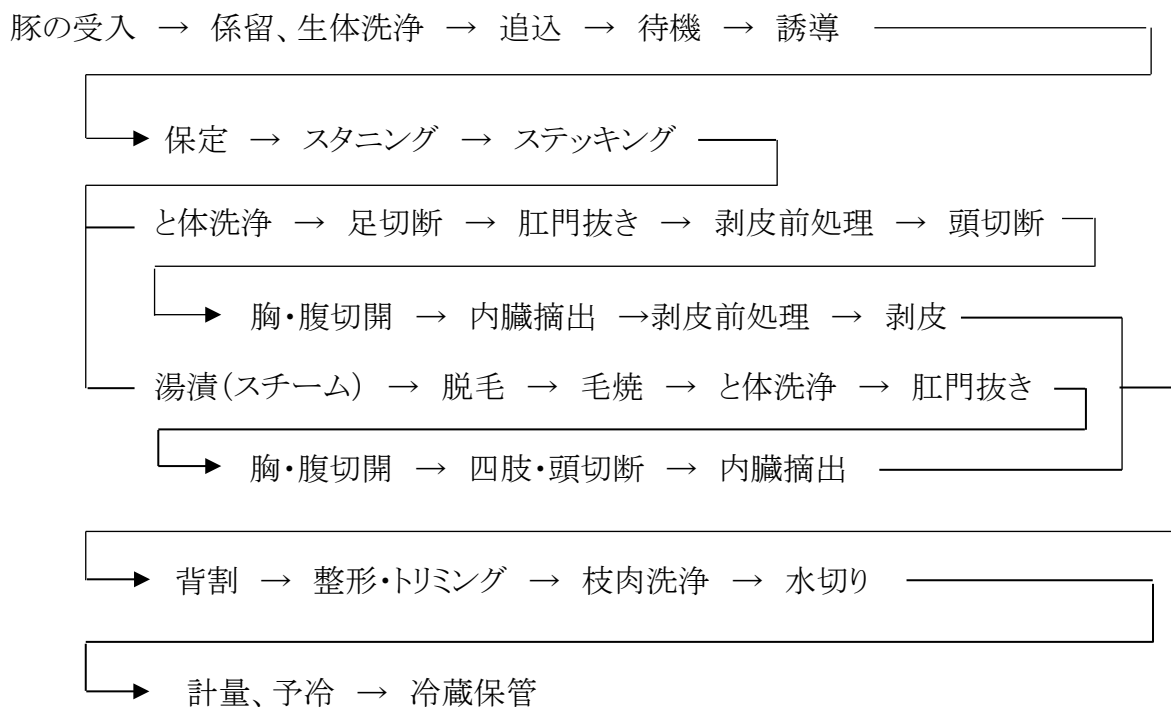 豚の受入 → 係留、生体洗浄 → 追込 → 待機 → 誘導
保定 → スタニング → ステッキング
と体洗浄 → 足切断 → 肛門抜き → 剥皮前処理 → 頭切断
胸・腹切開 → 内臓摘出 →剥皮前処理 → 剥皮
湯漬(スチーム) → 脱毛 → 毛焼 → と体洗浄 → 肛門抜き
胸・腹切開 → 四肢・頭切断 → 内臓摘出
背割 → 整形・トリミング → 枝肉洗浄 → 水切り
計量、予冷 → 冷蔵保管